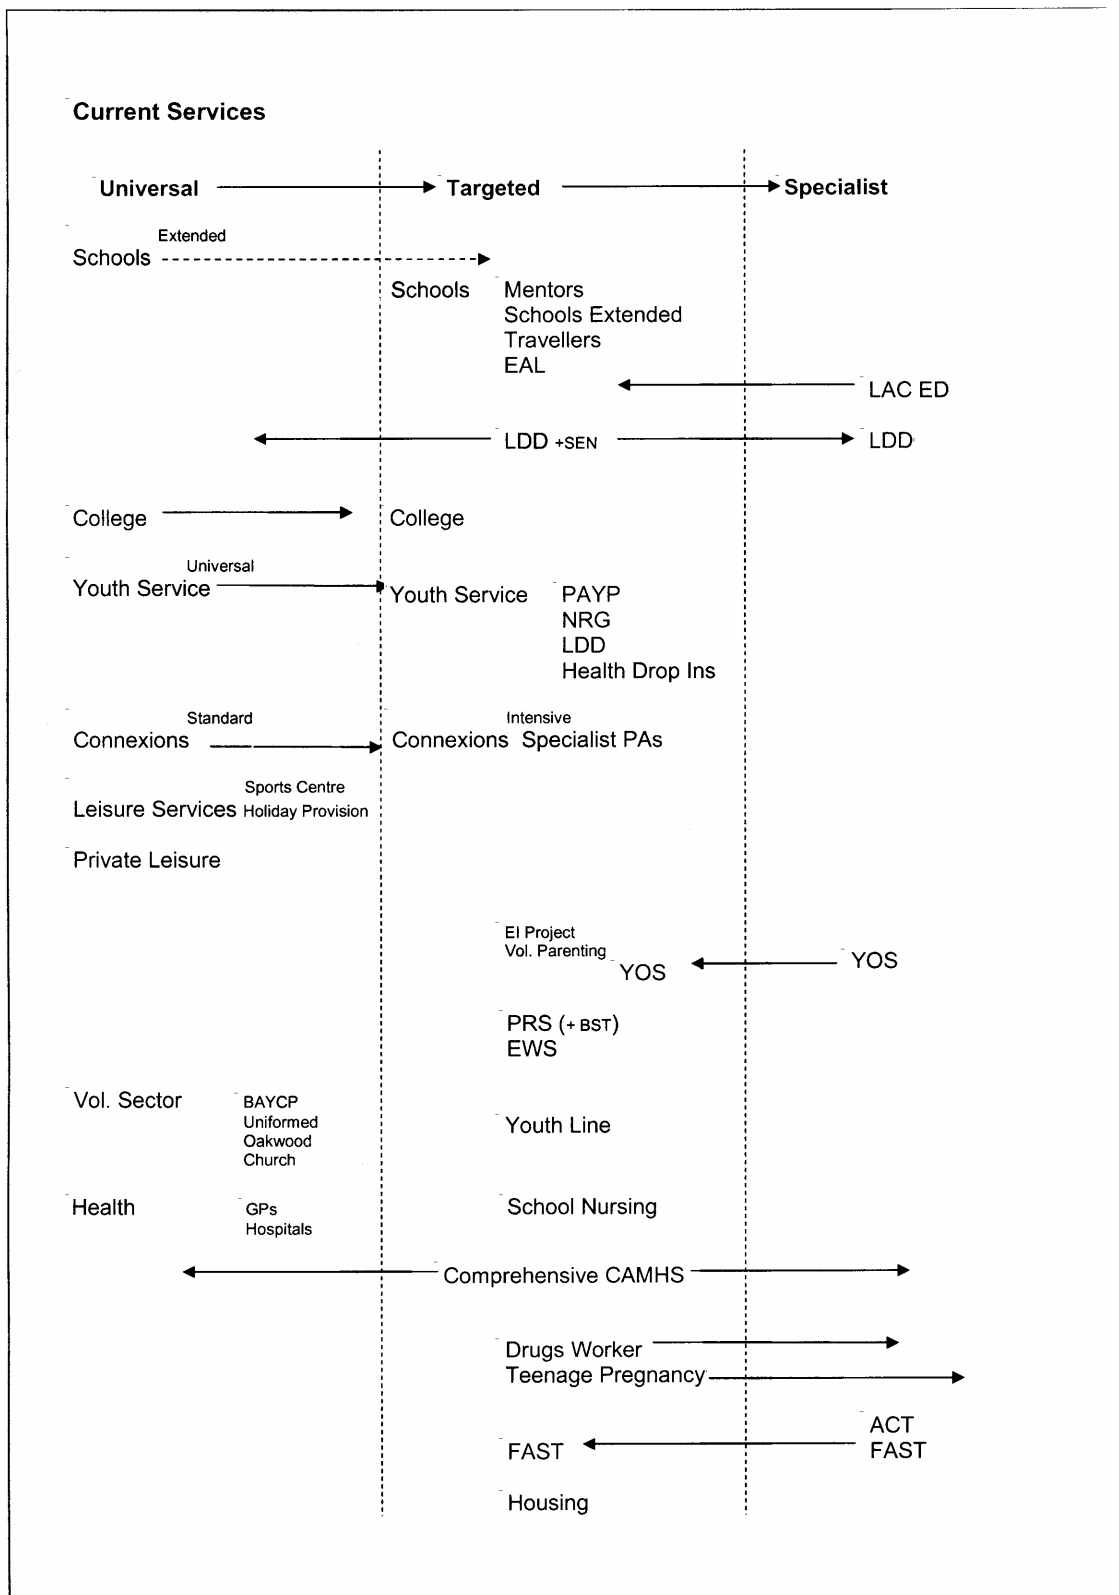 Current Services
Universal Targeted Specialist
Extended
Schools
Schools Mentors
Schools Extended
Travellers
EAL
LAC ED
LDD +SEN LDD
College College
Universal
Youth Service Youth Service PAYP
NRG
LDD
Health Drop Ins
Standard Intensive
Connexions Connexions Specialist PAs
Sports Centre
Leisure Services Holiday Provision
Private Leisure
EI Project
Vol. Parenting
YOS YOS
PRS (+ BST)
EWS
Vol. Sector BAYCP
Uniformed
Oakwood
Church
Youth Line
Health GPs
Hospitals
School Nursing
Comprehensive CAMHS
Drugs Worker
Teenage Pregnancy
ACT
FAST FAST
Housing